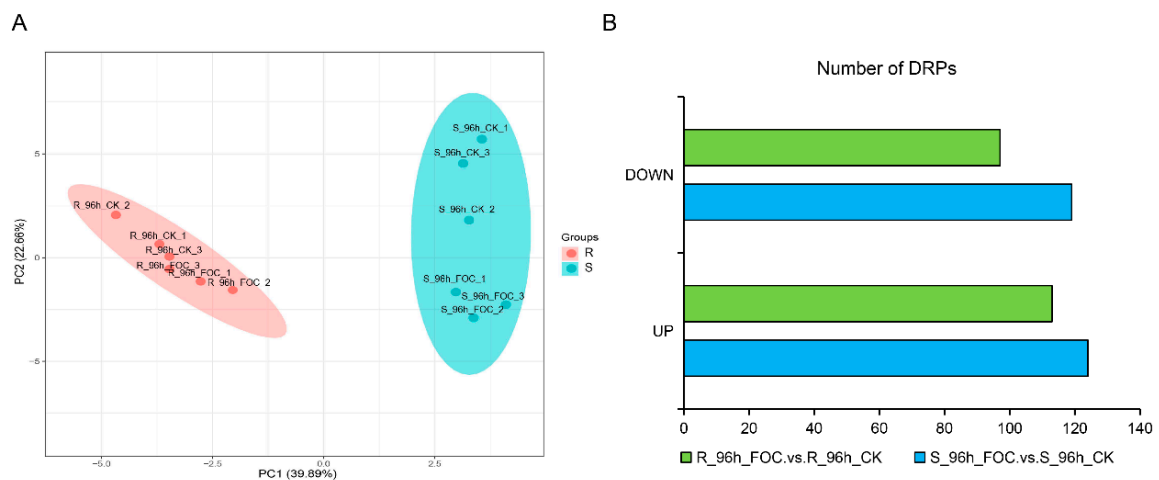 A
S_96h_CK_1
S_96h_CK_3
S_96h_CK_2
R_96h_CK_2
R_96h_CK_1
R_96h_CK_3
R_96h_FOC_3
R_96h_FOC_1
R_96h_FOC_2
S_96h_FOC_1
S_96h_FOC_3
S_96h_FOC_2
5
0
−5
PC2 (22.66%)
−5.0
−2.5
0.0
2.5
PC1 (39.89%)
Groups
R
S
B
Number of DRPs
DOWN
UP
0 20 40 60 80 100 120 140
R_96h_FOC.vs.R_96h_CK S_96h_FOC.vs.S_96h_CK